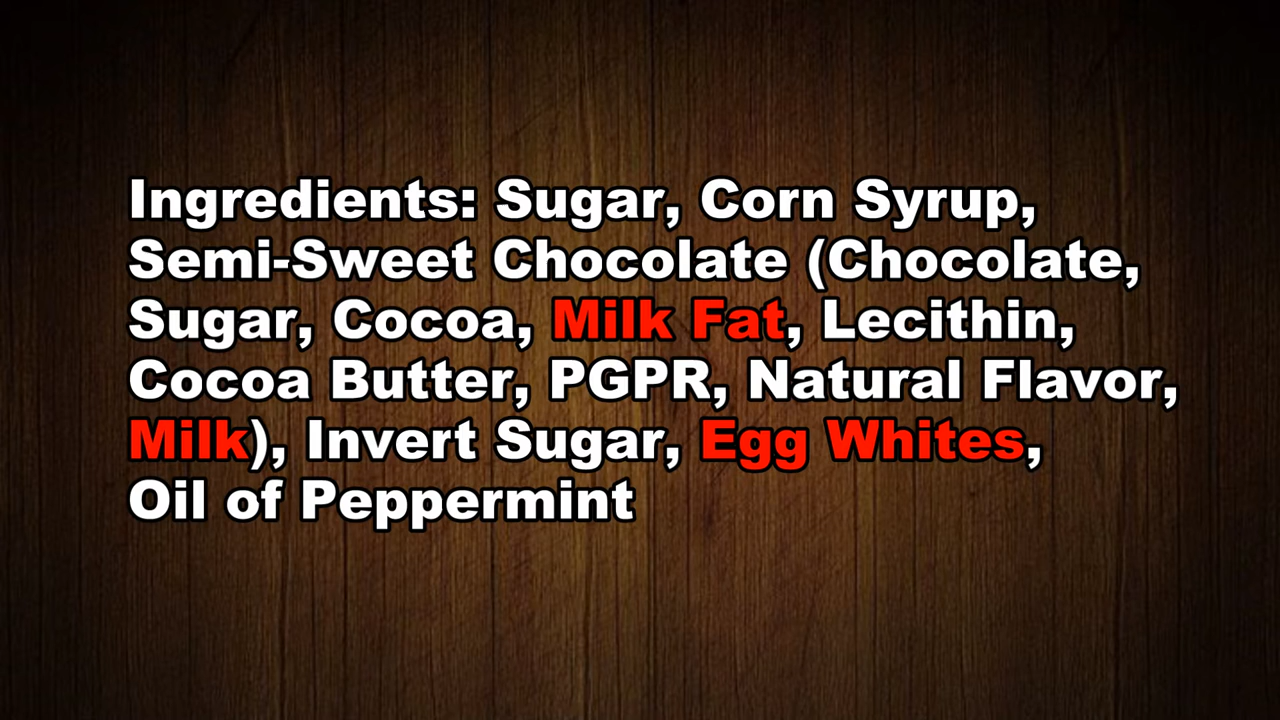 Ingredients: Sugar, Corn Syrup,
Semi-Sweet Chocolate (Chocolate,
Sugar, Cocoa, Milk Fat, Lecithin,
Cocoa Butter, PGPR, Natural Flavor,
Milk), Invert Sugar, Egg Whites,
Oil of Peppermint